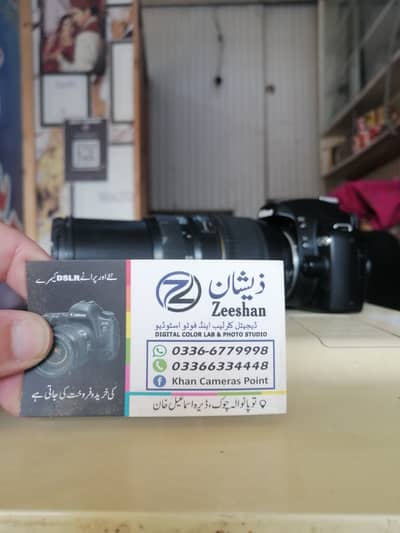 نئے اور پرانے DSLR کیمرے
Canon
کی خرید و فروخت کی جاتی ہے
ذیشان
Zeeshan
ڈیجیٹل کلر لیب اینڈ فوٹو اسٹوڈیو
DIGITAL COLOR LAB & PHOTO STUDIO
0336-6779998
03366334448
Khan Cameras Point
توپانوالہ چوک، ڈیرہ اسماعیل خان